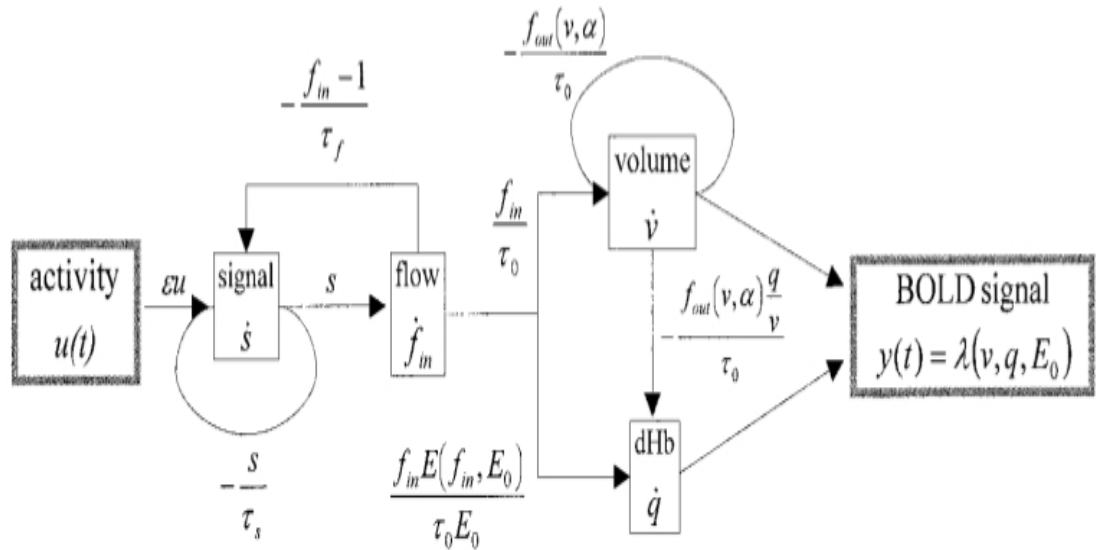 activity
u(t)
εu
signal
ṡ
-s/τ_s
s
-(f_in −1)/τ_f
flow
ḟ_in
f_in/τ_0
f_in E(f_in, E_0)/τ_0 E_0
-f_out(v,α)/τ_0
volume
v̇
-f_out(v,α) q/v/τ_0
dHb
q̇
BOLD signal
y(t) = λ(v,q,E_0)